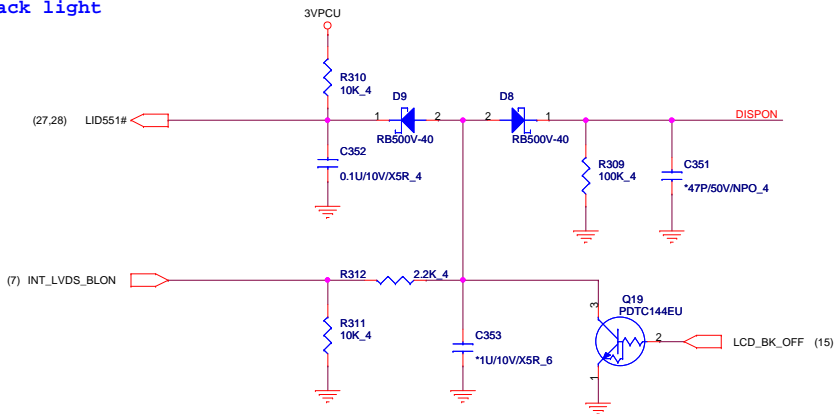 ack light
3VPCU
R310
10K_4
D9
D8
(27,28) LID551#
1
2
2
1
DISPON
RB500V-40
RB500V-40
C352
0.1U/10V/X5R_4
R309
100K_4
C351
*47P/50V/NPO_4
(7) INT_LVDS_BLON
R312
2.2K_4
Q19
PDTC144EU
3
R311
10K_4
C353
*1U/10V/X5R_6
2
LCD_BK_OFF (15)
1